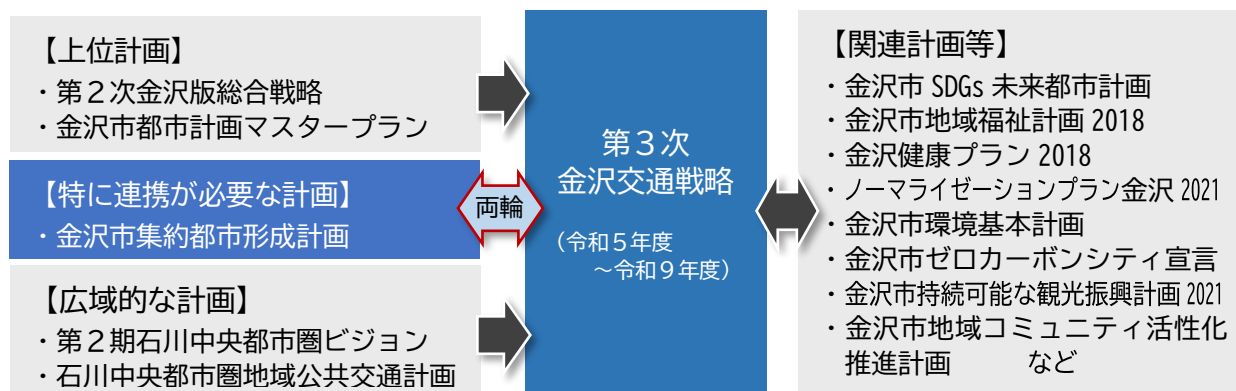 【上位計画】
・第２次金沢版総合戦略
・金沢市都市計画マスタープラン
【特に連携が必要な計画】
・金沢市集約都市形成計画
両輪
【広域的な計画】
・第２期石川中央都市圏ビジョン
・石川中央都市圏地域公共交通計画
第３次
金沢交通戦略
（令和５年度
～令和９年度）
【関連計画等】
・金沢市 SDGs 未来都市計画
・金沢市地域福祉計画 2018
・金沢健康プラン 2018
・ノーマライゼーションプラン金沢 2021
・金沢市環境基本計画
・金沢市ゼロカーボンシティ宣言
・金沢市持続可能な観光振興計画 2021
・金沢市地域コミュニティ活性化
推進計画　　など